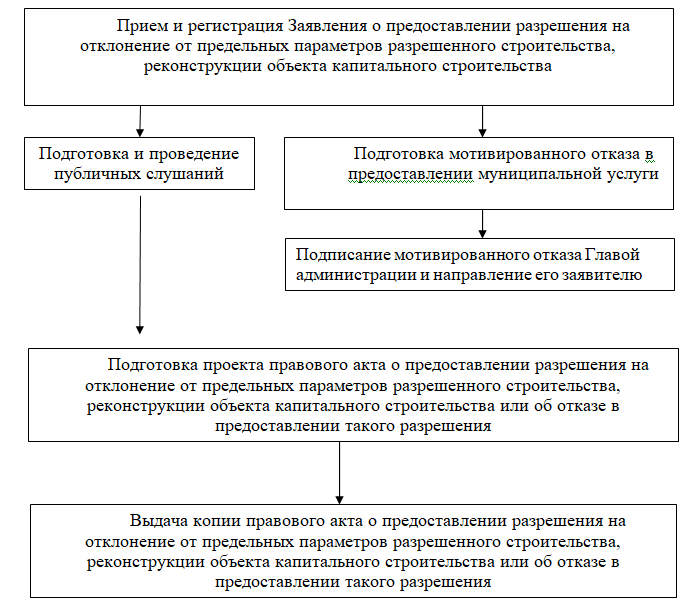 Прием и регистрация Заявления о предоставлении разрешения на
отклонение от предельных параметров разрешенного строительства,
реконструкции объекта капитального строительства
Подготовка и проведение
публичных слушаний
Подготовка мотивированного отказа в
предоставлении муниципальной услуги
Подписание мотивированного отказа Главой
администрации и направление его заявителю
Подготовка проекта правового акта о предоставлении разрешения на
отклонение от предельных параметров разрешенного строительства,
реконструкции объекта капитального строительства или об отказе в
предоставлении такого разрешения
Выдача копии правового акта о предоставлении разрешения на
отклонение от предельных параметров разрешенного строительства,
реконструкции объекта капитального строительства или об отказе в
предоставлении такого разрешения